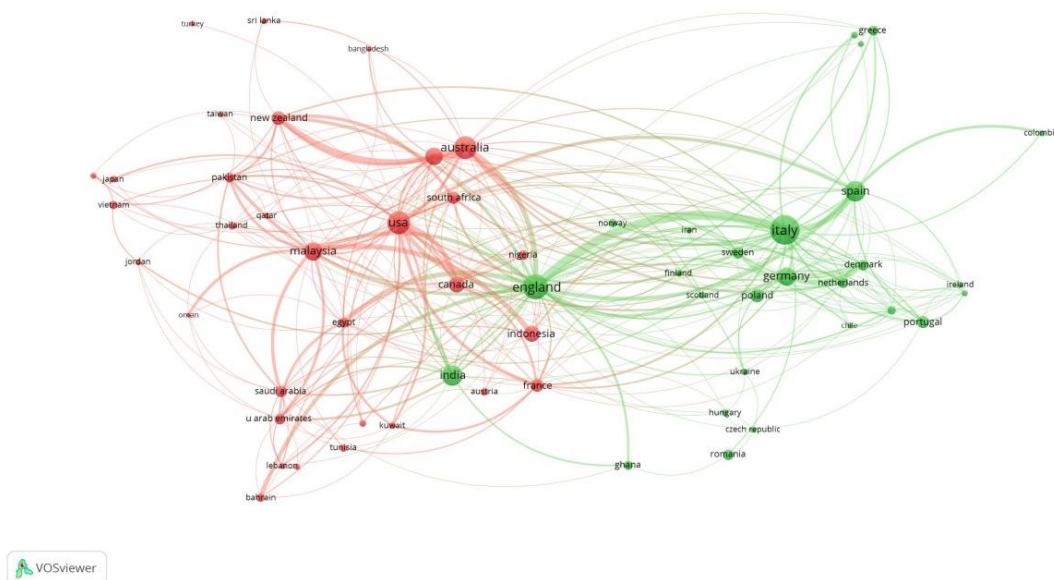 turkey
sri lanka
greece
bangladesh
taiwan
new zealand
colombi
australia
japan
pakistan
vietnam
qatar
thailand
south africa
usa
spain
norway
iran
italy
malaysia
nigeria
sweden
jordan
finland
germany
denmark
canada
england
scotland
poland
netherlands
ireland
oman
egypt
indonesia
chile
portugal
india
ukraine
saudi arabia
austria
france
u arab emirates
kuwait
hungary
czech republic
tunisia
romania
lebanon
ghana
bahrain
VOSviewer